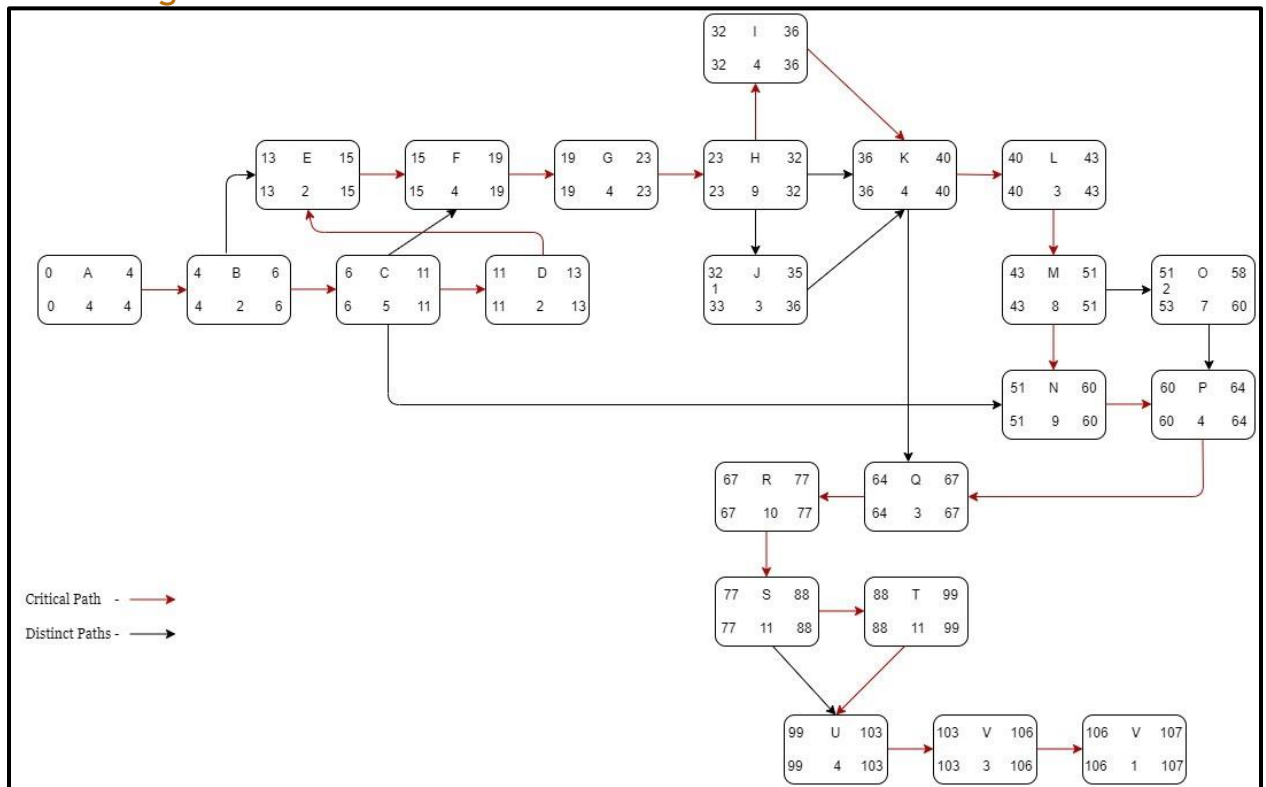 32 I 36
32 4 36
13 E 15
13 2 15
15 F 19
15 4 19
19 G 23
19 4 23
23 H 32
23 9 32
36 K 40
36 4 40
40 L 43
40 3 43
0 A 4
0 4 4
4 B 6
4 2 6
6 C 11
6 5 11
11 D 13
11 2 13
32 J 35
1
33 3 36
43 M 51
43 8 51
51 O 58
2
53 7 60
51 N 60
51 9 60
60 P 64
60 4 64
67 R 77
67 10 77
64 Q 67
64 3 67
77 S 88
77 11 88
88 T 99
88 11 99
Critical Path -
Distinct Paths -
99 U 103
99 4 103
103 V 106
103 3 106
106 V 107
106 1 107